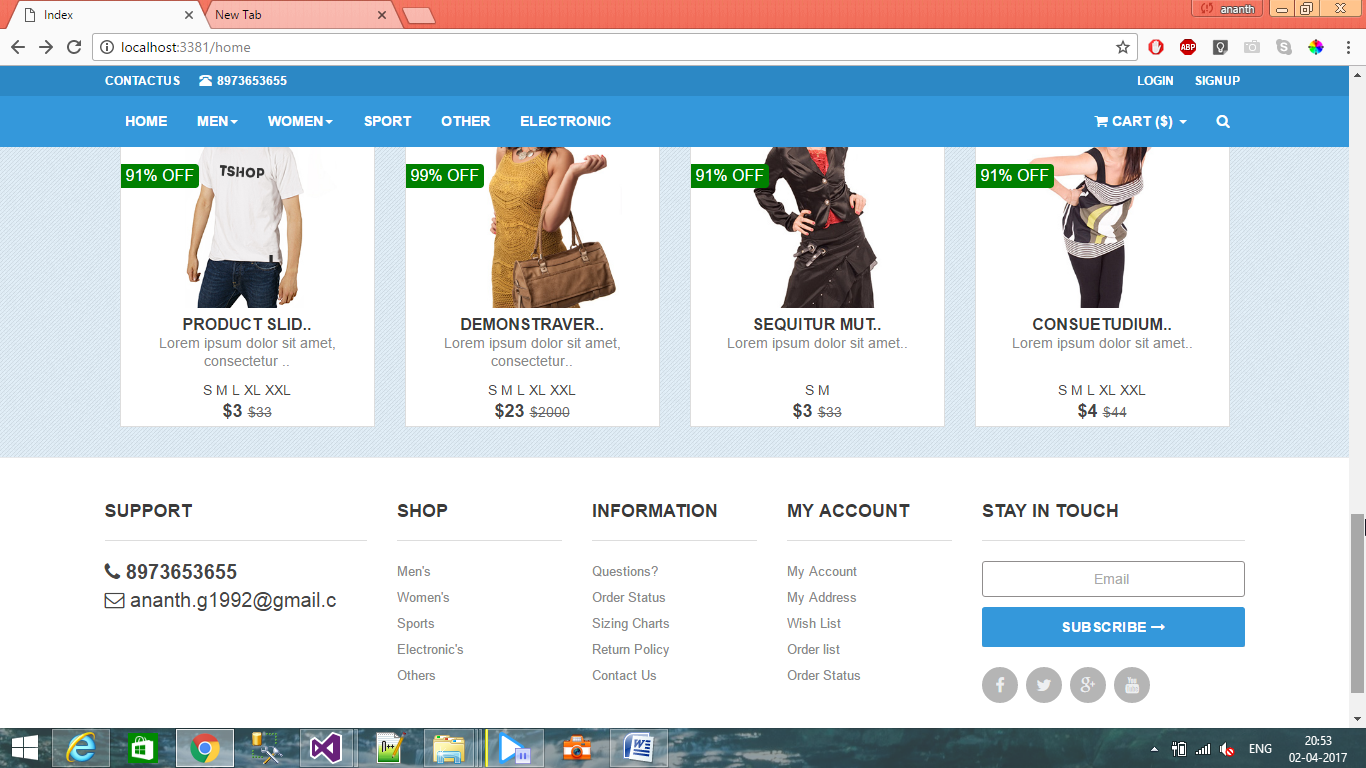 Index
New Tab
ananth
localhost:3381/home
ABP
CONTACTUS 8973653655
LOGIN SIGNUP
HOME MEN WOMEN SPORT OTHER ELECTRONIC
CART ($)
91% OFF
99% OFF
91% OFF
91% OFF
TSHOP
PRODUCT SLID..
Lorem ipsum dolor sit amet,
consectetur ..
S M L XL XXL
$3 $33
DEMONSTRAVER..
Lorem ipsum dolor sit amet,
consectetur..
S M L XL XXL
$23 $2000
SEQUITUR MUT..
Lorem ipsum dolor sit amet..
S M
$3 $33
CONSUETUDIUM..
Lorem ipsum dolor sit amet..
S M L XL XXL
$4 $44
SUPPORT
8973653655
ananth.g1992@gmail.c
SHOP
Men's
Women's
Sports
Electronic's
Others
INFORMATION
Questions?
Order Status
Sizing Charts
Return Policy
Contact Us
MY ACCOUNT
My Account
My Address
Wish List
Order list
Order Status
STAY IN TOUCH
Email
SUBSCRIBE
ENG
20:53
02-04-2017